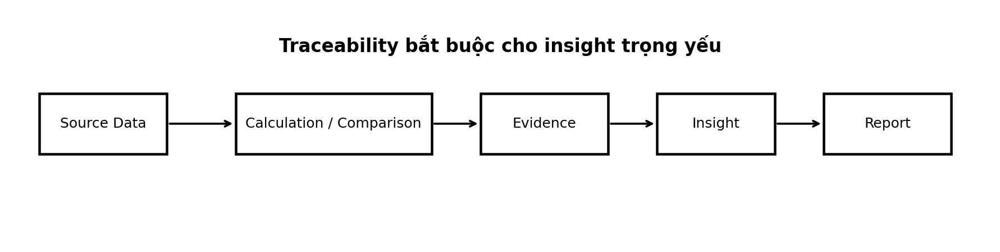 Traceability bắt buộc cho insight trọng yếu
Source Data
Calculation / Comparison
Evidence
Insight
Report